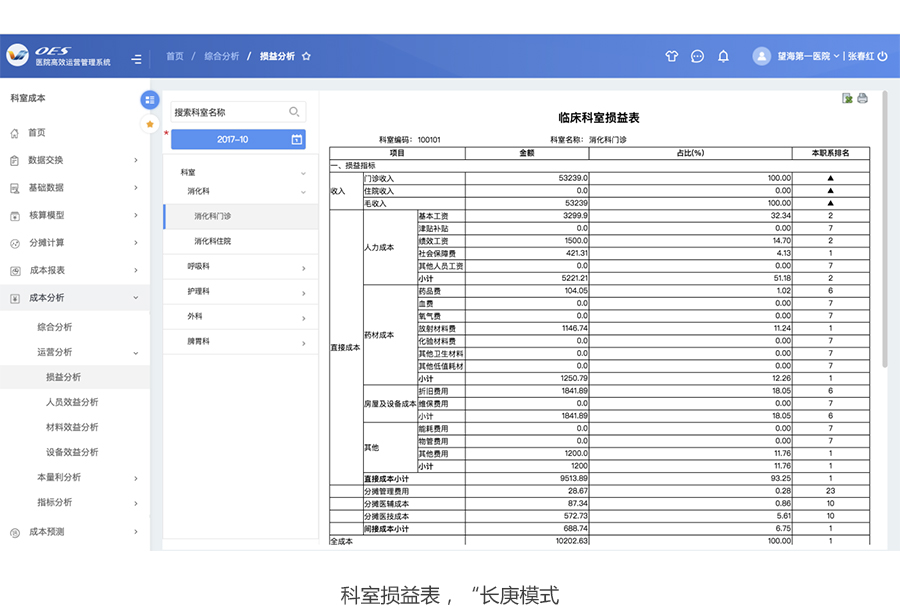 OES
医院高效运营管理系统
首页 / 综合分析 / 损益分析
望海第一医院 | 张春红
科室成本
首页
数据交换
基础数据
核算模型
分摊计算
成本报表
成本分析
综合分析
运营分析
损益分析
人员效益分析
材料效益分析
设备效益分析
本量利分析
指标分析
成本预测
搜索科室名称
* 2017-10
科室
消化科
消化科门诊
消化科住院
呼吸科
护理科
外科
脾胃科
临床科室损益表
科室编码: 100101 科室名称: 消化科门诊
项目 金额 占比(%) 本职系排名
一、损益指标
收入 门诊收入 53239.0 100.00 ▲
住院收入 0.0 0.00 ▲
毛收入 53239 100.00 ▲
直接成本 人力成本 基本工资 3299.9 32.34 2
津贴补贴 0.0 0.00 7
绩效工资 1500.0 14.70 2
社会保障费 421.31 4.13 1
其他人员工资 0.0 0.00 7
小计 5221.21 51.18 2
药材成本 药品费 104.05 1.02 6
血费 0.0 0.00 7
氧气费 0.0 0.00 7
放射材料费 1146.74 11.24 1
化验材料费 0.0 0.00 7
其他卫生材料 0.0 0.00 7
其他低值耗材 0.0 0.00 7
小计 1250.79 12.26 1
房屋及设备成本 折旧费用 1841.89 18.05 6
维保费用 0.0 0.00 7
小计 1841.89 18.05 6
其他 能耗费用 0.0 0.00 7
物管费用 0.0 0.00 7
其他费用 1200.0 11.76 1
小计 1200 11.76 1
直接成本小计 9513.89 93.25 1
分摊管理费用 28.67 0.28 23
分摊医辅成本 87.34 0.86 10
分摊医技成本 572.73 5.61 10
间接成本小计 688.74 6.75 1
全成本 10202.63 100.00 1
科室损益表，“长庚模式